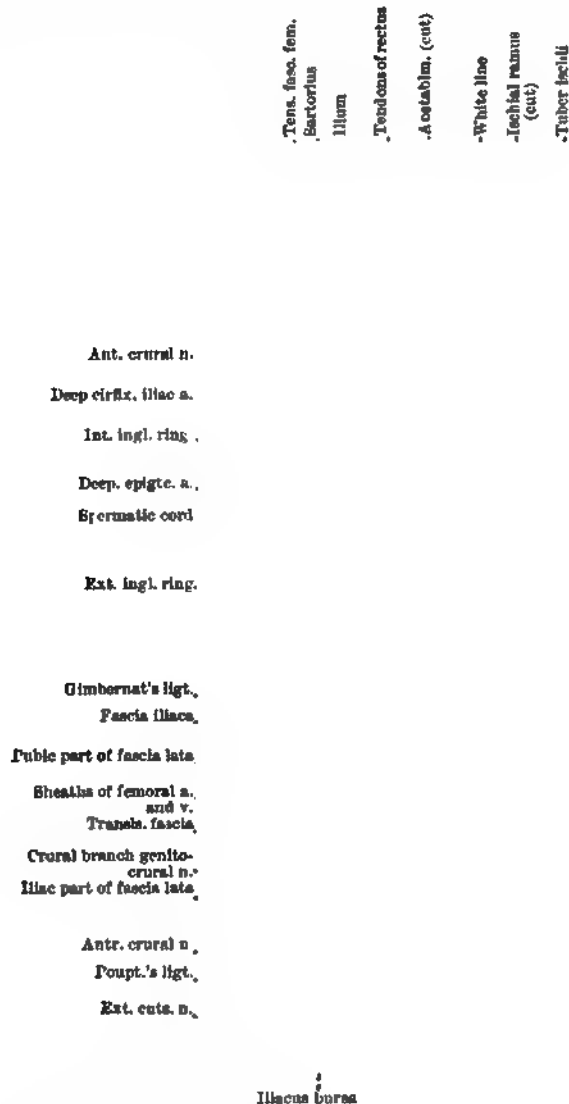 Tens. fasc. fem.
Sartorius
Ilium
Tendons of rectus
Acetablm. (cut)
White line
Ischial ramus
(cut)
Tuber ischii
Ant. crural n.
Deep cirflx. iliac a.
Int. ingl. ring
Deep. epigtc. a.
Spermatic cord
Ext. ingl. ring.
Gimbernat's ligt.
Fascia iliaca
Pubic part of fascia lata
Sheaths of femoral a.
and v.
Transls. fascia
Crural branch genito-
crural n.
Iliac part of fascia lata
Antr. crural n
Poupt.'s ligt.
Ext. cuts. n.
Iliacus bursa